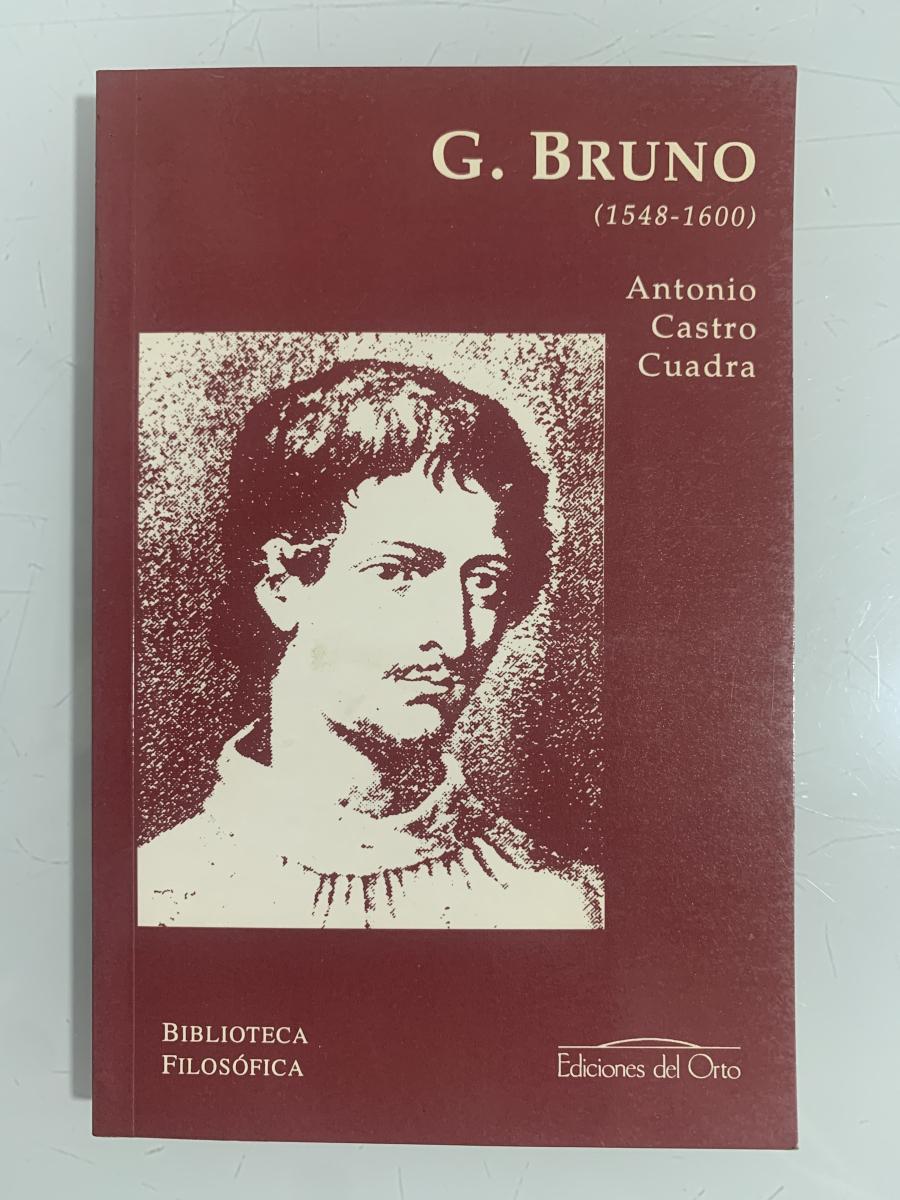 G. BRUNO
(1548-1600)
Antonio
Castro
Cuadra
BIBLIOTECA
FILOSÓFICA
Ediciones del Orto